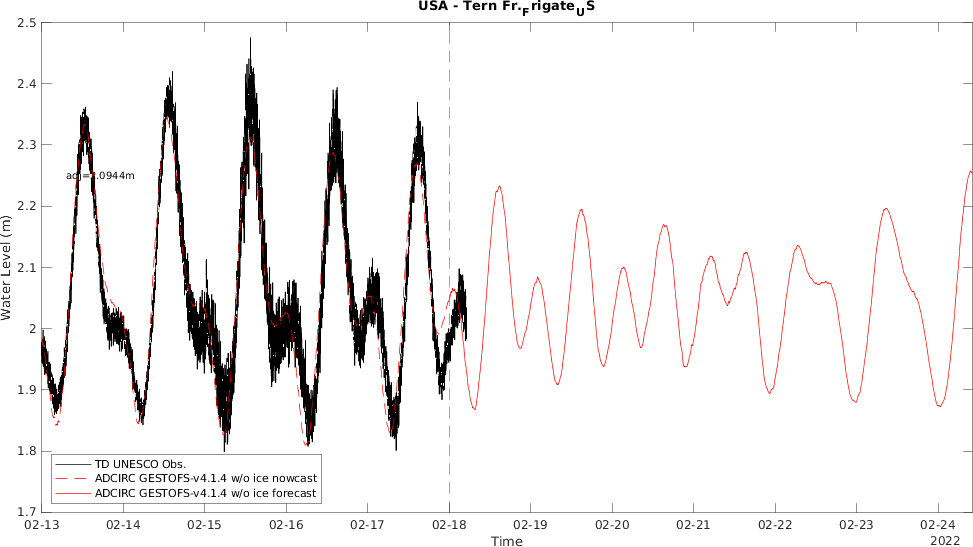 USA - Tern Fr.FrigateUS
2.5
2.4
2.3
2.2
2.1
2
1.9
1.8
1.7
Water Level (m)
adj=1.0944m
TD UNESCO Obs.
ADCIRC GESTOFS-v4.1.4 w/o ice nowcast
ADCIRC GESTOFS-v4.1.4 w/o ice forecast
02-13 02-14 02-15 02-16 02-17 02-18 02-19 02-20 02-21 02-22 02-23 02-24
Time
2022